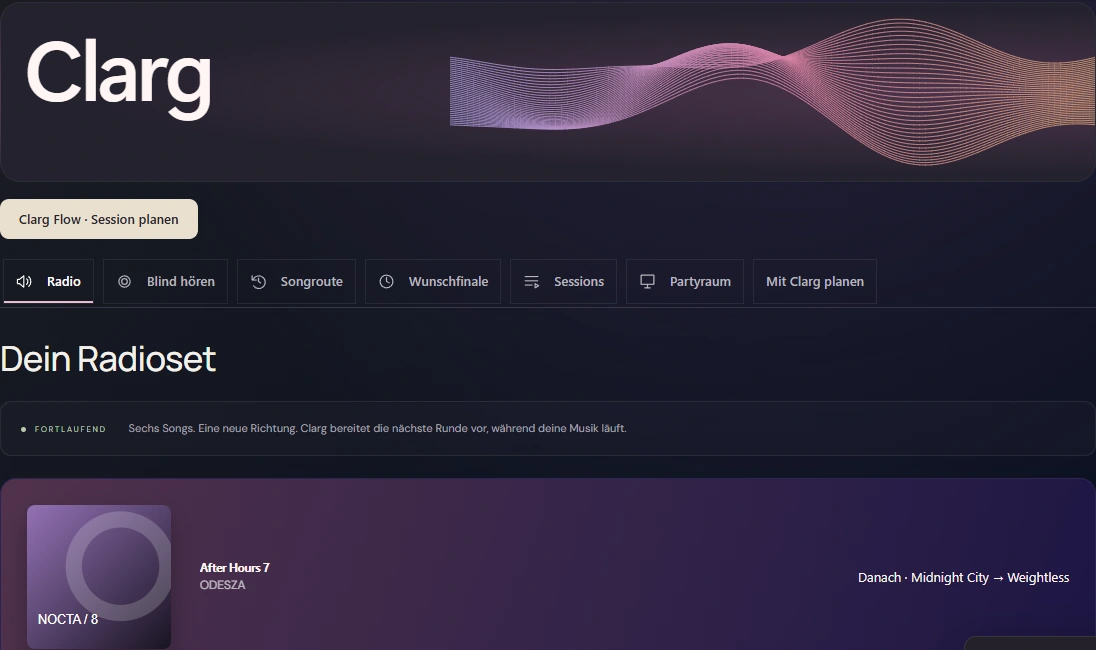 Clarg
Clarg Flow · Session planen
Radio
Blind hören
Songroute
Wunschfinale
Sessions
Partyraum
Mit Clarg planen
Dein Radioset
FORTLAUFEND
Sechs Songs. Eine neue Richtung. Clarg bereitet die nächste Runde vor, während deine Musik läuft.
NOCTA / 8
After Hours 7
ODESZA
Danach · Midnight City → Weightless